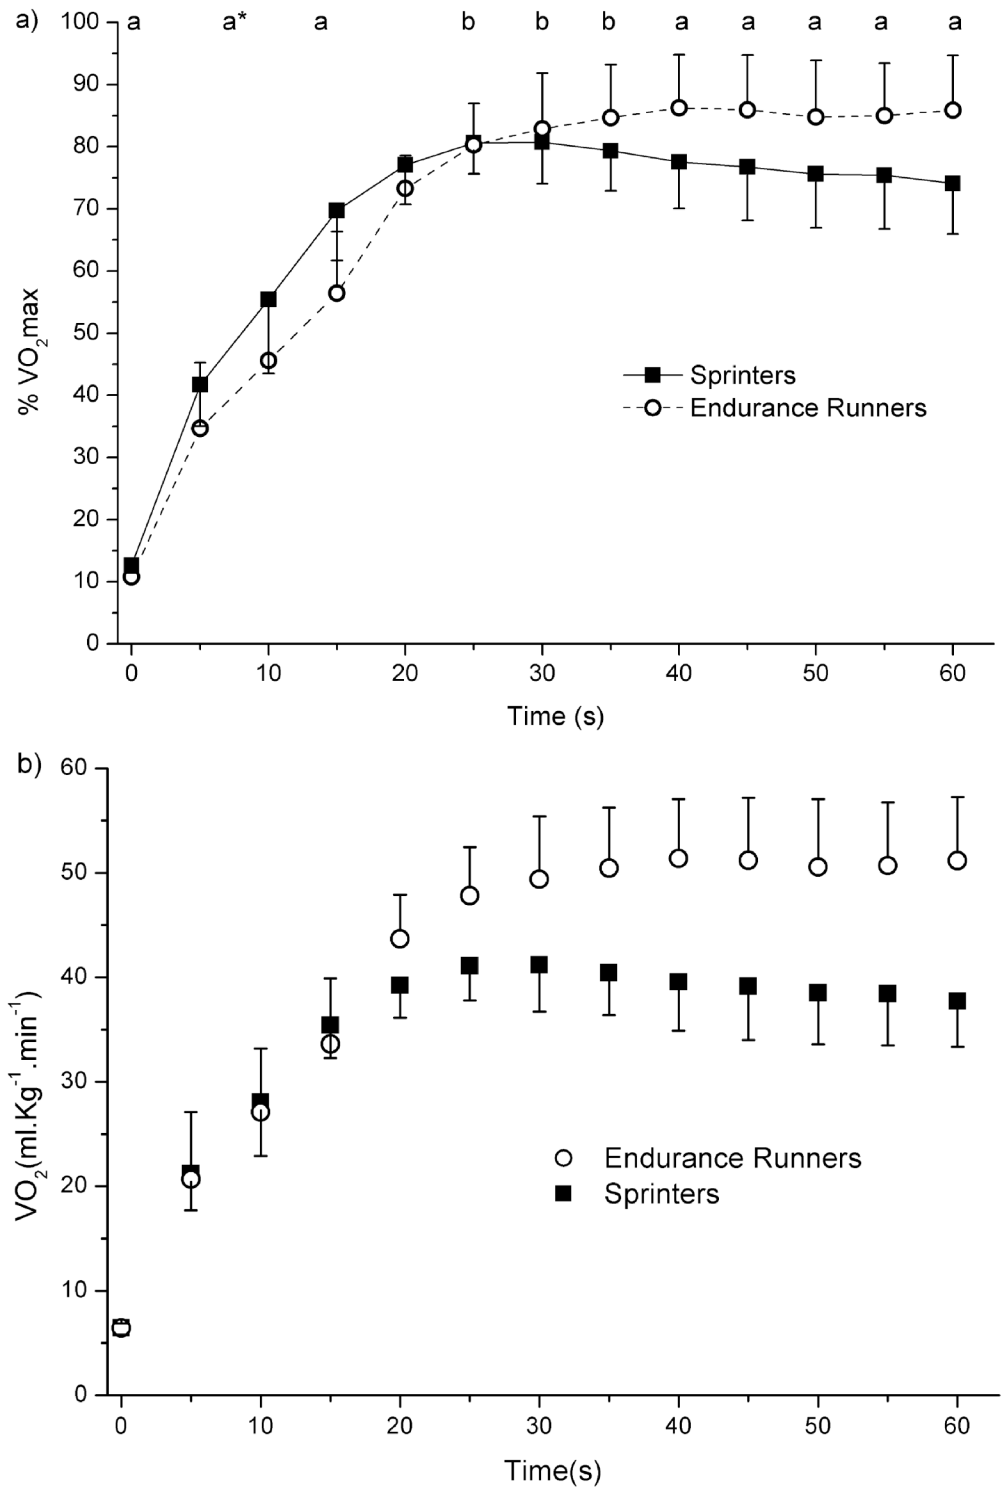 a)
a a* a b b b a a a a a
100
90
80
70
60
50
40
30
20
10
0
% VO₂max
Sprinters
Endurance Runners
0 10 20 30 40 50 60
Time (s)
b)
60
50
40
30
20
10
0
VO₂(ml.Kg⁻¹.min⁻¹)
Endurance Runners
Sprinters
0 10 20 30 40 50 60
Time(s)